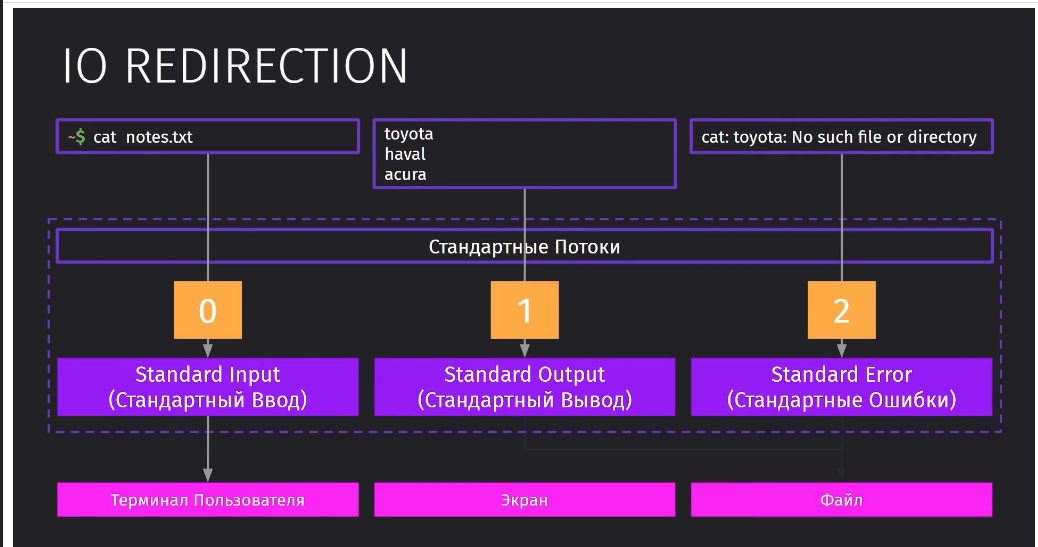 IO REDIRECTION
~$ cat notes.txt
toyota
haval
acura
cat: toyota: No such file or directory
Стандартные Потоки
0
1
2
Standard Input
(Стандартный Ввод)
Standard Output
(Стандартный Вывод)
Standard Error
(Стандартные Ошибки)
Терминал Пользователя
Экран
Файл